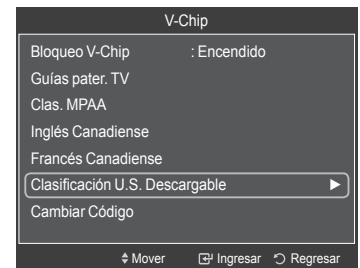 V-Chip
Bloqueo V-Chip : Encendido
Guías pater. TV
Clas. MPAA
Inglés Canadiense
Francés Canadiense
Clasificación U.S. Descargable ►
Cambiar Código
Mover Ingresar Regresar